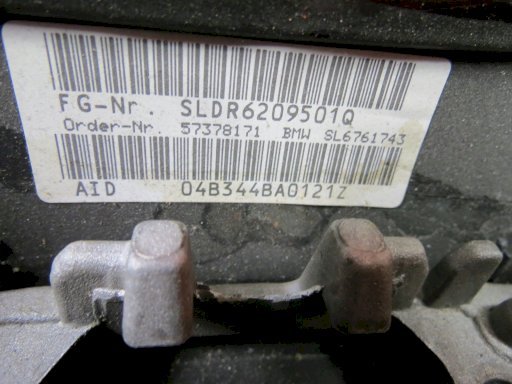 FG-Nr. SLDR6209501Q
Order-Nr. 57378171 BMW SL6761743
AID 04B344BA0121Z